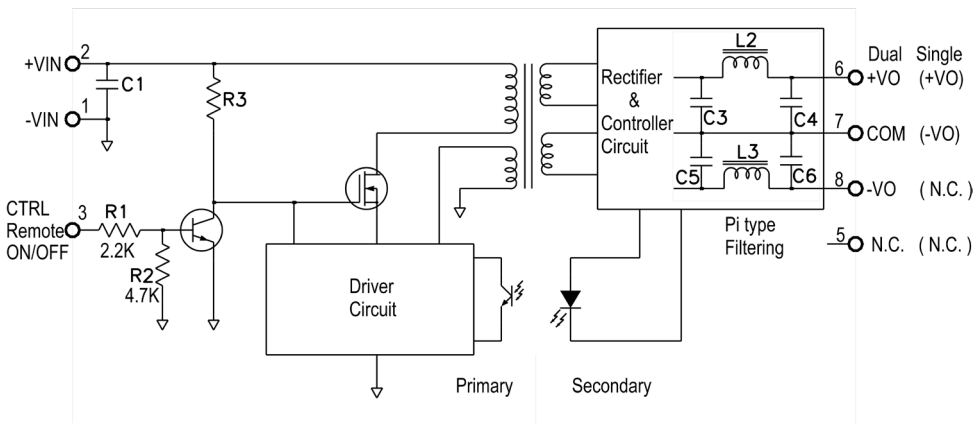 +VIN
2
C1
1
-VIN
R3
CTRL
Remote
ON/OFF
3
R1
2.2K
R2
4.7K
Driver
Circuit
Primary
Secondary
Rectifier
&
Controller
Circuit
L2
C3
C4
L3
C5
C6
Pi type
Filtering
Dual Single
6 +VO (+VO)
7 COM (-VO)
8 -VO ( N.C. )
5 N.C. ( N.C. )